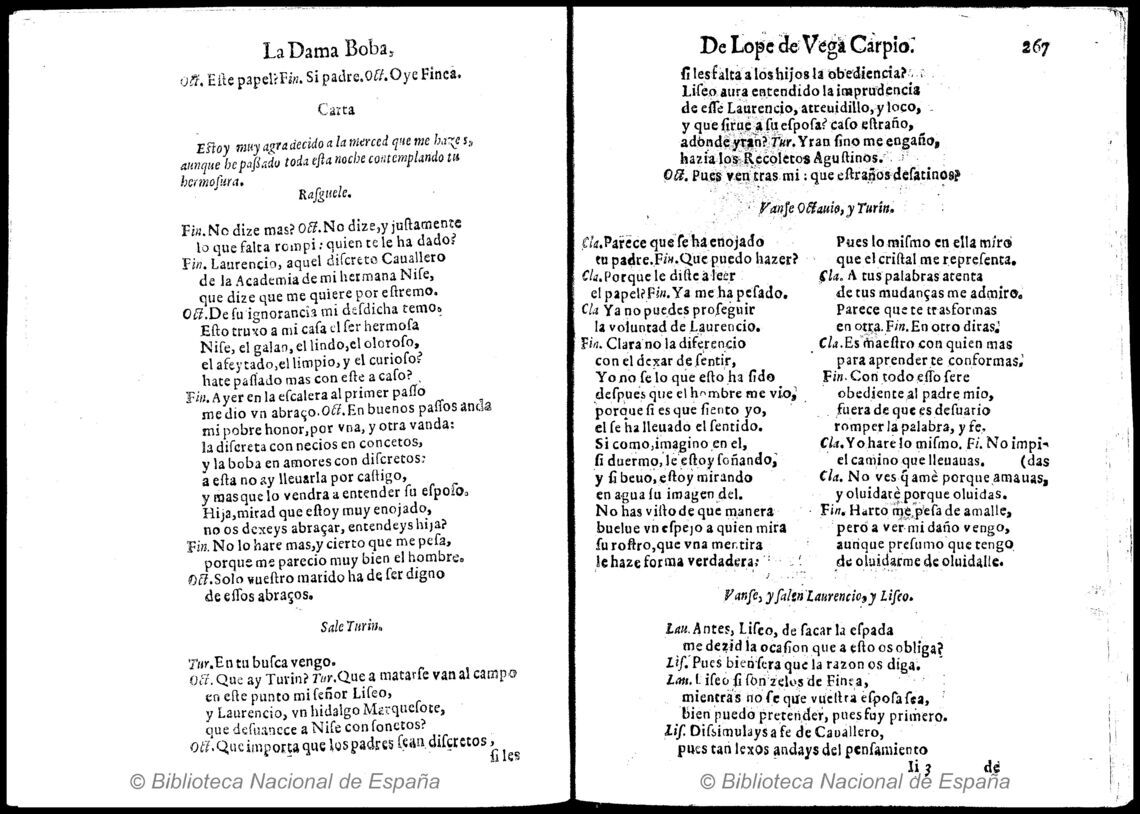 La Dama Boba,
Oct. Este papel? Fin. Si padre. Oct. Oye Finea.
Carta
Estoy muy agradecido a la merced que me hazes,
aunque he passado toda esta noche contemplando tu
hermosura.
Rasguele.
Fin. No dize mas? Oct. No dize, y justamente
lo que falta rompi: quien te le ha dado?
Fin. Laurencio, aquel discreto Cauallero
de la Academia de mi hermana Nise,
que dize que me quiere por estremo.
Oct. De su ignorancia mi desdicha temo.
Esto truxo a mi casa el ser hermosa
Nise, el galan, el lindo, el oloroso,
el afeytado, el limpio, y el curioso?
hate passado mas con este a caso?
Fin. Ayer en la escalera al primer passo
me dio vn abraço. Oct. En buenos passos anda
mi pobre honor, por vna, y otra vanda:
la discreta con necios en concetos,
y la boba en amores con discretos:
a esta no ay lleuarla por castigo,
y mas que lo vendra a entender su esposo.
Hija, mirad que estoy muy enojado,
no os dexeys abraçar, entendeys hija?
Fin. No lo hare mas, y cierto que me pesa,
porque me parecio muy bien el hombre.
Oct. Solo vuestro marido ha de ser digno
de essos abraços.
Sale Turin.
Tur. En tu busca vengo.
Oct. Que ay Turin? Tur. Que a matarse van al campo
en este punto mi señor Liseo,
y Laurencio, vn hidalgo Marquesote,
que desuanece a Nise con sonetos?
Oct. Que importa que los padres sean discretos,
si les
© Biblioteca Nacional de España
De Lope de Vega Carpio. 267
si les falta a los hijos la obediencia?
Liseo aura entendido la imprudencia
de esse Laurencio, atreuidillo, y loco,
y que sirue a su esposa? caso estraño,
adonde yran? Tur. Yran sino me engaño,
hazia los Recoletos Agustinos.
Oct. Pues ven tras mi: que estraños desatinos?
Vanse Octauio, y Turin.
Cla. Parece que se ha enojado
tu padre. Fin. Que puedo hazer?
Cla. Porque le diste a leer
el papel? Fin. Ya me ha pesado.
Cla Ya no puedes proseguir
la voluntad de Laurencio.
Fin. Clara no la diferencio
con el dexar de sentir,
Yo no se lo que esto ha sido
despues que el hombre me vio,
porque si es que siento yo,
el se ha lleuado el sentido.
Si como, imagino en el,
si duermo, le estoy soñando,
y si beuo, estoy mirando
en agua su imagen del.
No has visto de que manera
buelue vn espejo a quien mira
su rostro, que vna mentira
le haze forma verdadera:
Pues lo mismo en ella miro
que el cristal me representa.
Cla. A tus palabras atenta
de tus mudanças me admiro.
Parece que te trasformas
en otra. Fin. En otro diras.
Cla. Es maestro con quien mas
para aprender te conformas.
Fin. Con todo esso sere
obediente al padre mio,
fuera de que es desuario
romper la palabra, y fe.
Cla. Yo hare lo mismo. Fi. No impi-
el camino que lleuauas. (das
Cla. No ves q̃ amè porque amauas,
y oluidarè porque oluidas.
Fin. Harto me pesa de amalle,
pero a ver mi daño vengo,
aunque presumo que tengo
de oluidarme de oluidalle.
Vanse, y salen Laurencio, y Liseo.
Lau. Antes, Liseo, de sacar la espada
me dezid la ocasion que a esto os obliga?
Lis. Pues bien sera que la razon os diga.
Lau. Liseo si son zelos de Finea,
mientras no se que vuestra esposa sea,
bien puedo pretender, pues fuy primero.
Lis. Dissimulays a fe de Cauallero,
pues tan lexos andays del pensamiento
Ii 3 de
© Biblioteca Nacional de España